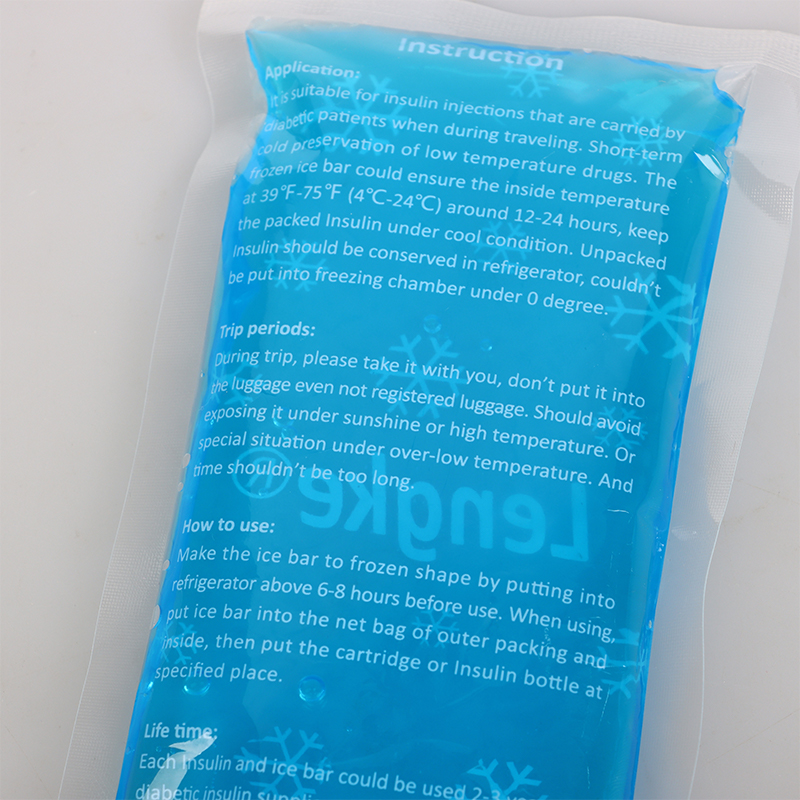 Instruction
Application:
It is suitable for insulin injections that are carried by
diabetic patients when during traveling. Short-term
cold preservation of low temperature drugs. The
frozen ice bar could ensure the inside temperature
at 39℉-75℉ (4℃-24℃) around 12-24 hours, keep
the packed Insulin under cool condition. Unpacked
Insulin should be conserved in refrigerator, couldn't
be put into freezing chamber under 0 degree.
Trip periods:
During trip, please take it with you, don't put it into
the luggage even not registered luggage. Should avoid
exposing it under sunshine or high temperature. Or
special situation under over-low temperature. And
time shouldn't be too long.
Lengke®
How to use:
Make the ice bar to frozen shape by putting into
refrigerator above 6-8 hours before use. When using,
put ice bar into the net bag of outer packing and
inside, then put the cartridge or Insulin bottle at
specified place.
Life time:
Each Insulin and ice bar could be used 2-3
diabetic insulin